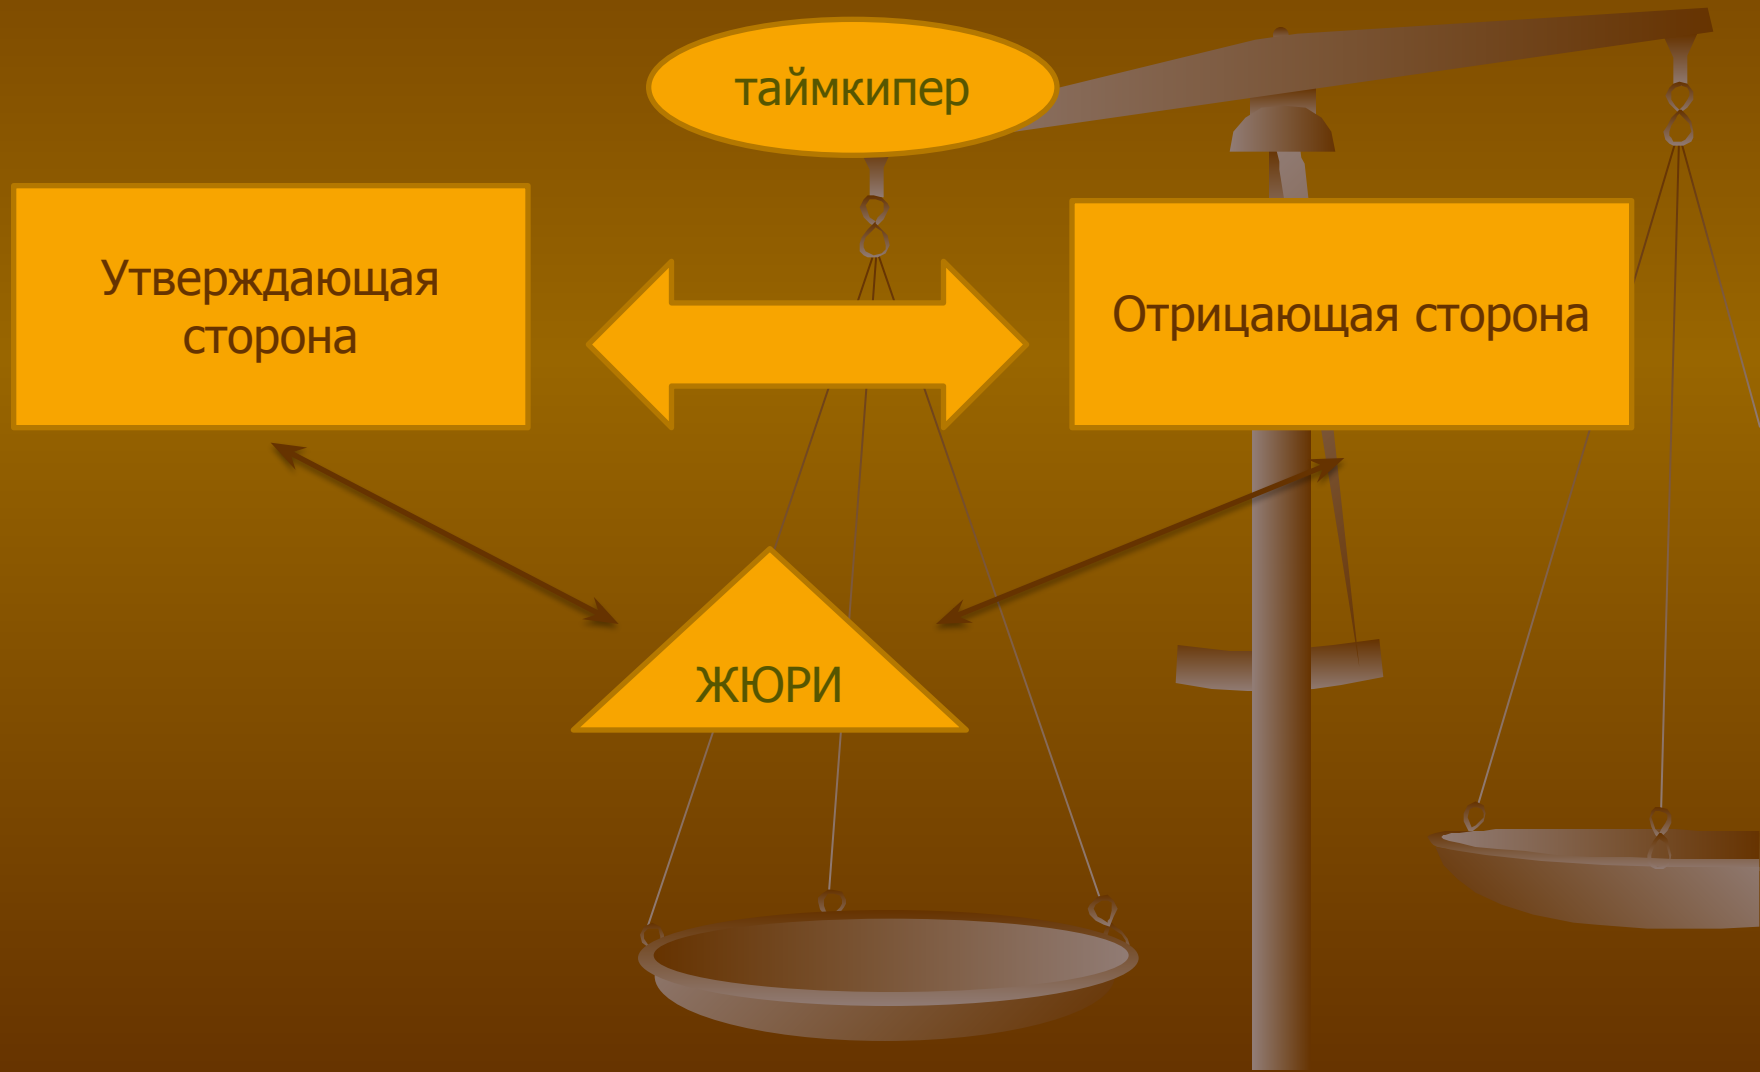 таймкипер
Утверждающая
сторона
Отрицающая сторона
ЖЮРИ